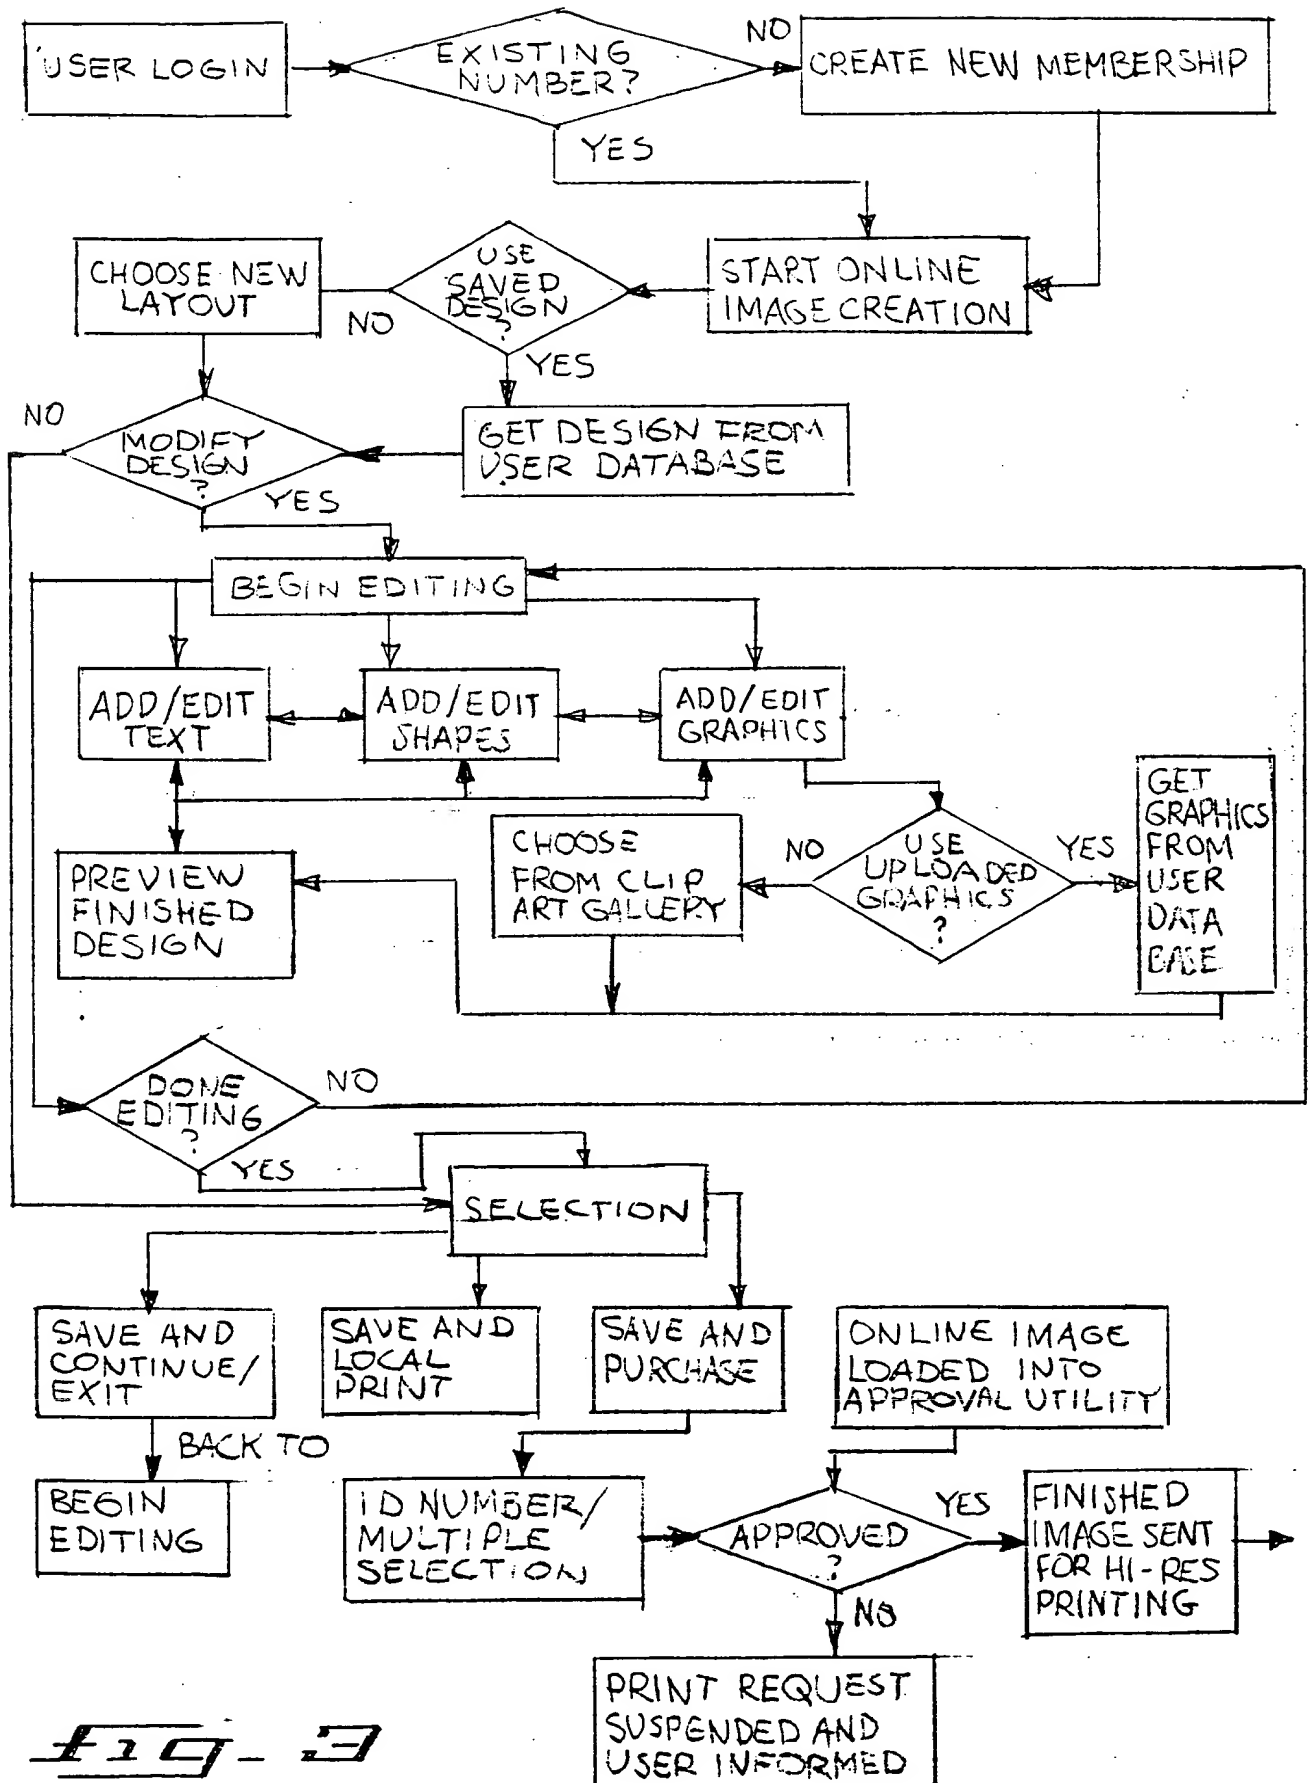 USER LOGIN
EXISTING
NUMBER?
NO
CREATE NEW MEMBERSHIP
YES
CHOOSE NEW
LAYOUT
NO
USE
SAVED
DESIGN
?
YES
START ONLINE
IMAGE CREATION
NO
MODIFY
DESIGN
?
YES
GET DESIGN FROM
USER DATABASE
BEGIN EDITING
ADD/EDIT
TEXT
ADD/EDIT
SHAPES
ADD/EDIT
GRAPHICS
PREVIEW
FINISHED
DESIGN
CHOOSE
FROM CLIP
ART GALLERY
NO
USE
UPLOADED
GRAPHICS
?
YES
GET
GRAPHICS
FROM
USER
DATA
BASE
DONE
EDITING
?
NO
YES
SELECTION
SAVE AND
CONTINUE/
EXIT
SAVE AND
LOCAL
PRINT
SAVE AND
PURCHASE
ONLINE IMAGE
LOADED INTO
APPROVAL UTILITY
BACK TO
BEGIN
EDITING
ID NUMBER/
MULTIPLE
SELECTION
APPROVED
?
YES
NO
FINISHED
IMAGE SENT
FOR HI-RES
PRINTING
PRINT REQUEST
SUSPENDED AND
USER INFORMED
Fig. 3